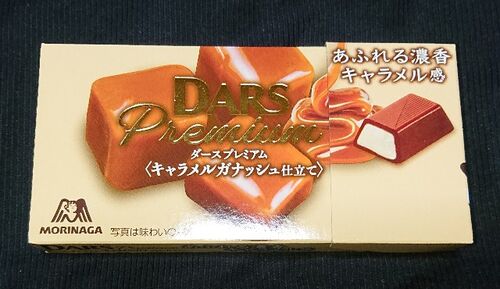 DARS
Premium
ダースプレミアム
〈キャラメルガナッシュ仕立て〉
あふれる濃香
キャラメル感
MORINAGA
写真は味わいの
DARS